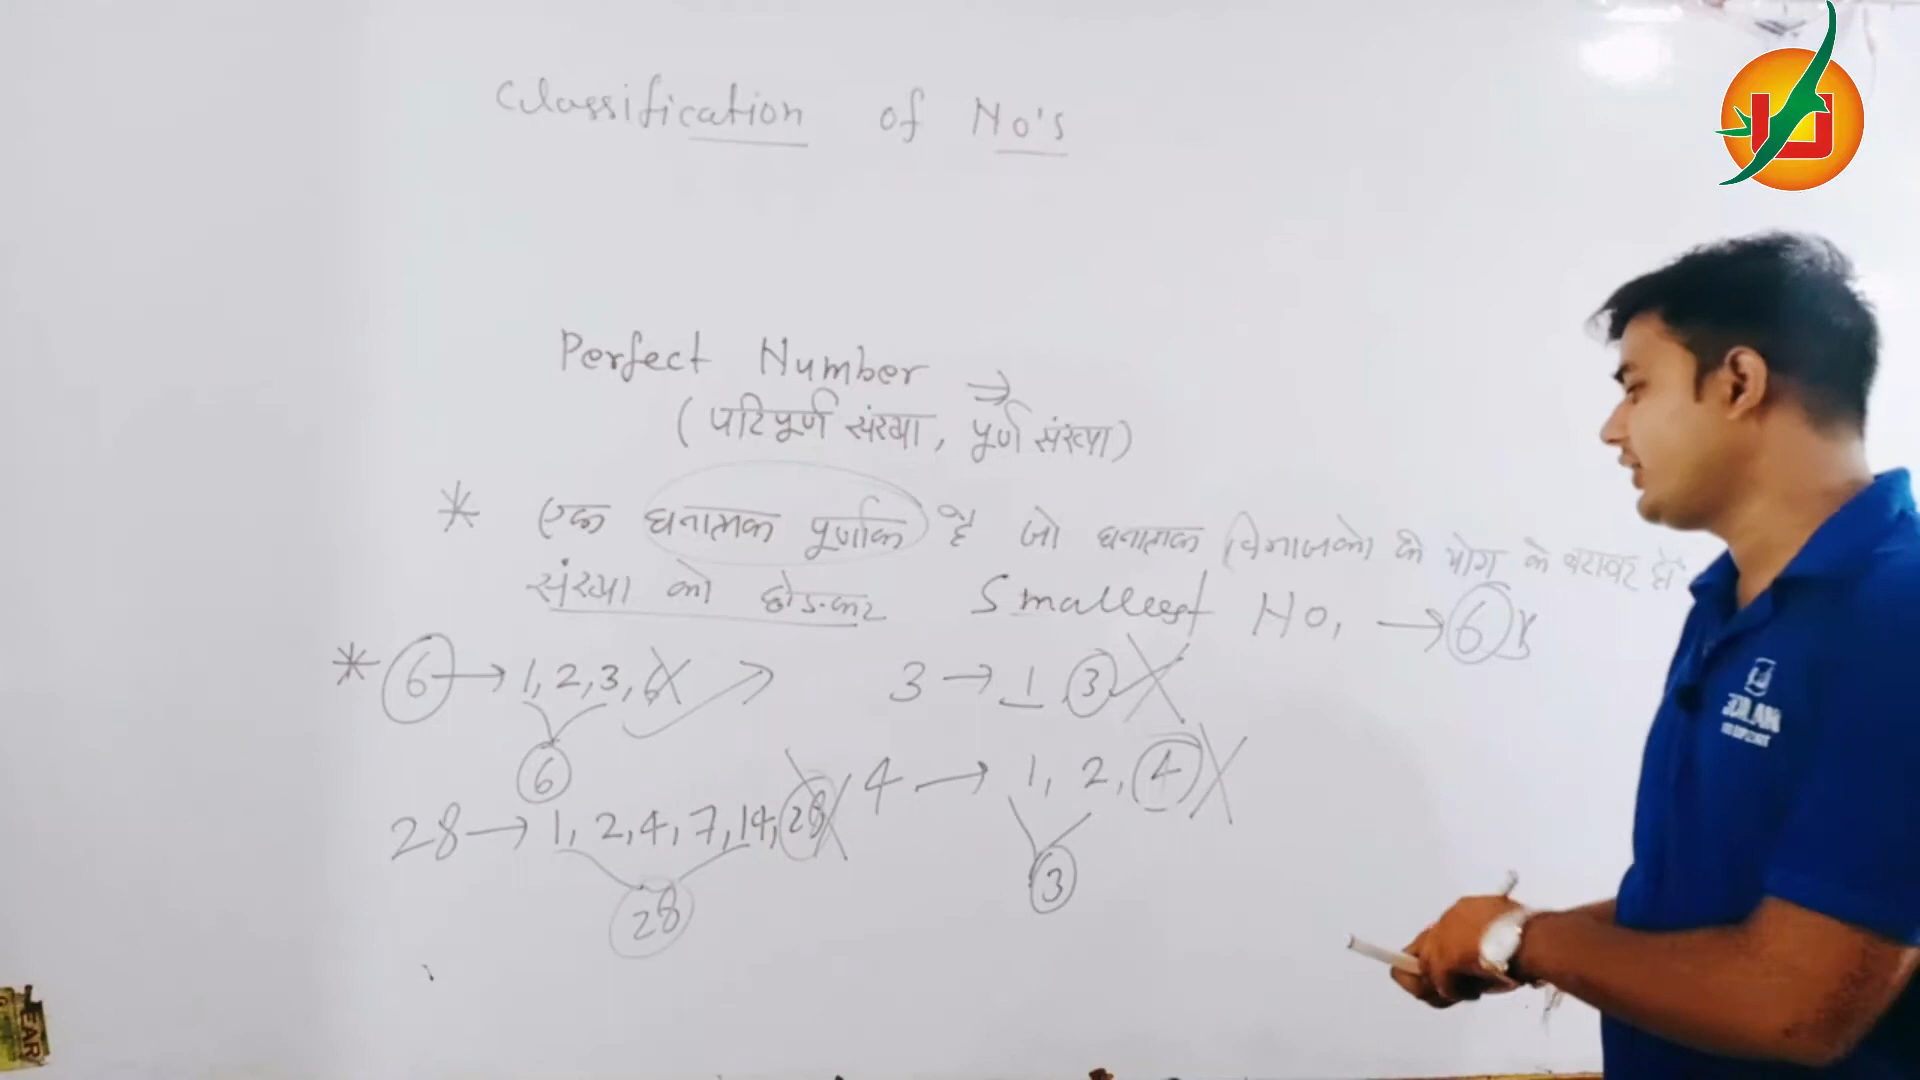 Classification of No's
Perfect Number ⇒
(परिपूर्ण संख्या, पूर्ण संख्या)
* एक धनात्मक पूर्णांक है जो धनात्मक विभाजको के योग के बराबर हो
संख्या को छोड़कर Smallest No, → 6
* 6 → 1, 2, 3, 6
6
3 → 1 3
28 → 1, 2, 4, 7, 14, 28
28
4 → 1, 2, 4
3
EAR